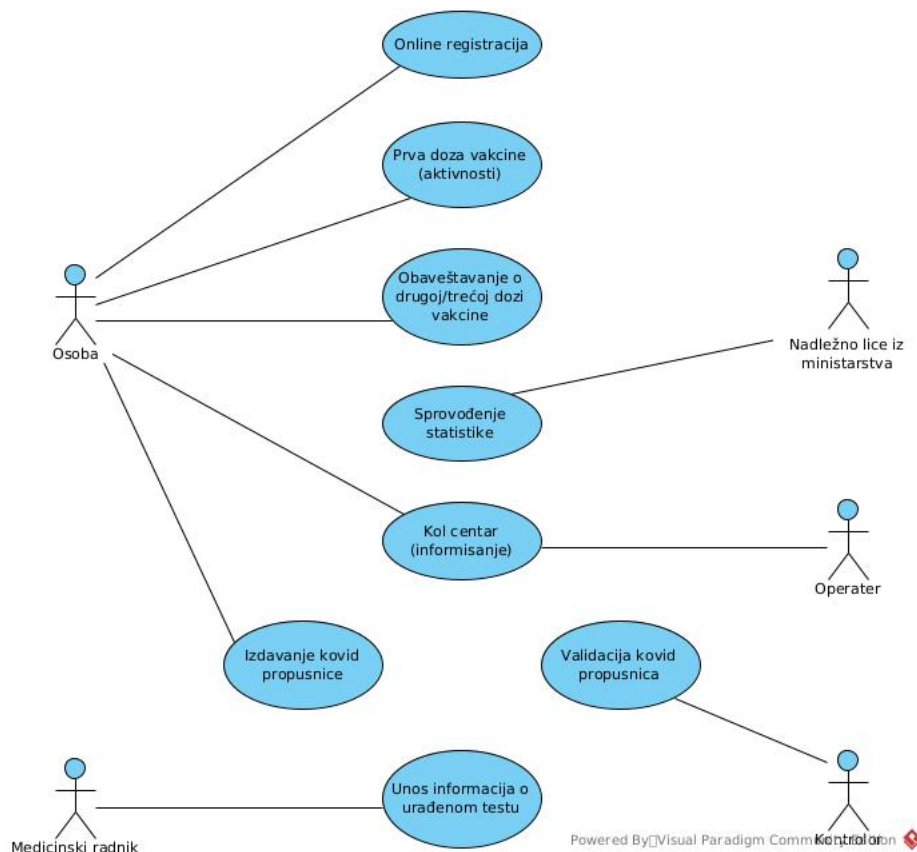 Online registracija
Prva doza vakcine
(aktivnosti)
Obaveštavanje o
drugoj/trećoj dozi
vakcine
Osoba
Nadležno lice iz
ministarstva
Sprovođenje
statistike
Kol centar
(informisanje)
Operater
Izdavanje kovid
propusnice
Validacija kovid
propusnica
Unos informacija o
urađenom testu
Medicinski radnik
Kontrolor
Powered By Visual Paradigm Community Edition